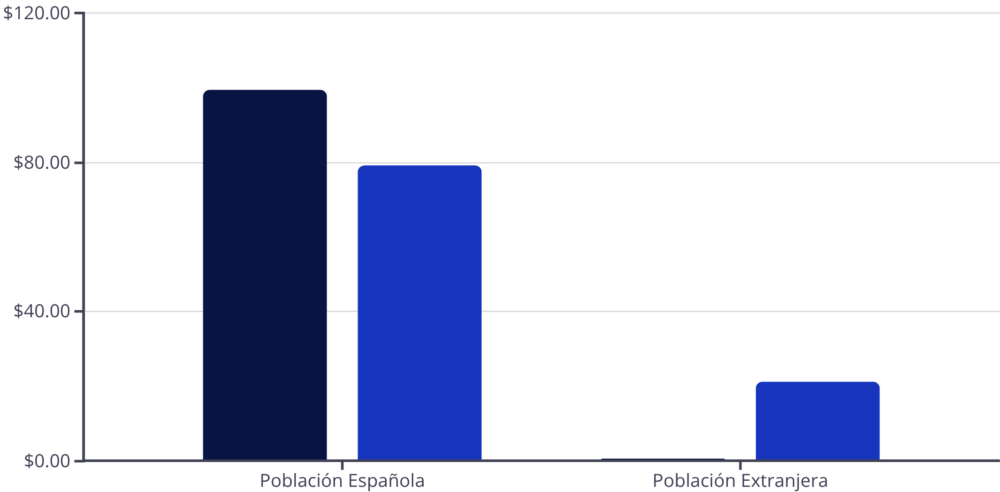 $120.00
$80.00
$40.00
$0.00
Población Española
Población Extranjera